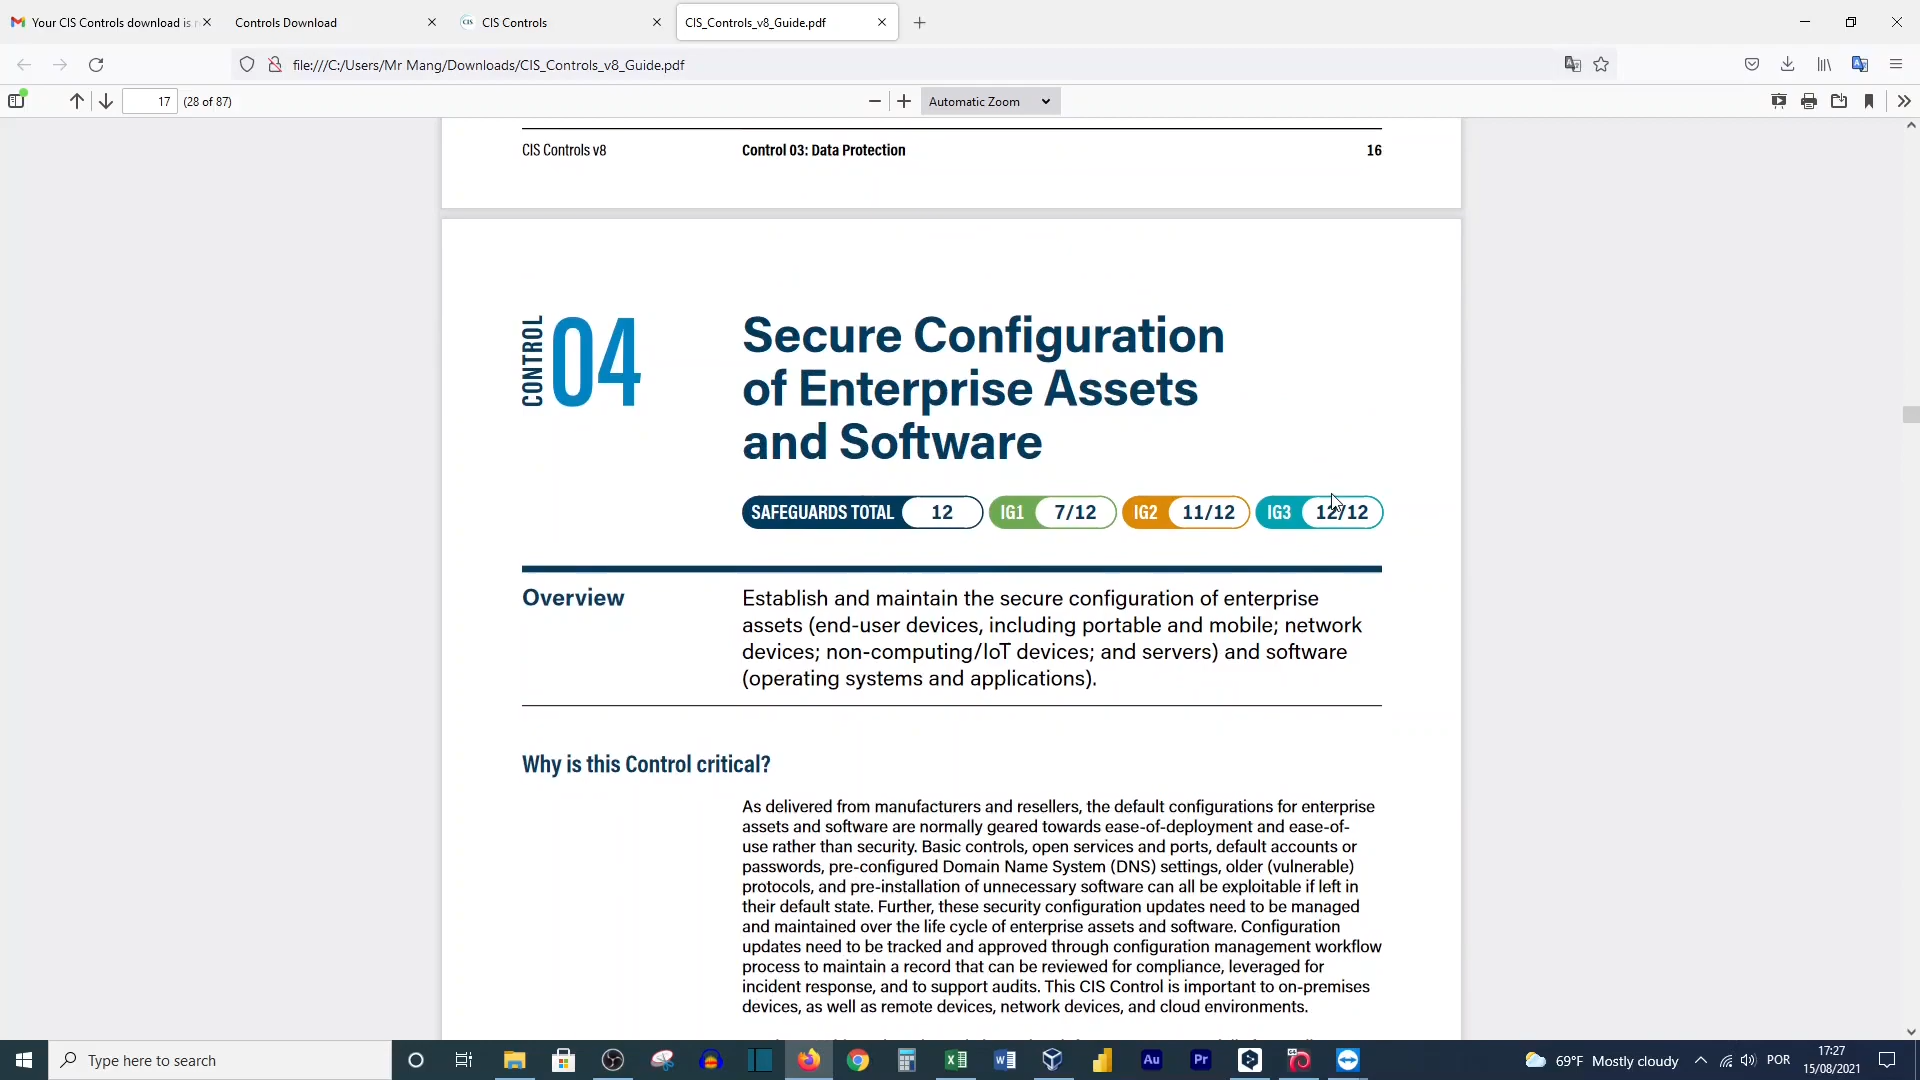 Your CIS Controls download is r
Controls Download
CIS Controls
CIS_Controls_v8_Guide.pdf
file:///C:/Users/Mr Mang/Downloads/CIS_Controls_v8_Guide.pdf
17
(28 of 87)
Automatic Zoom
CIS Controls v8
Control 03: Data Protection
16
CONTROL
04
Secure Configuration
of Enterprise Assets
and Software
SAFEGUARDS TOTAL 12
IG1 7/12
IG2 11/12
IG3 12/12
Overview
Establish and maintain the secure configuration of enterprise
assets (end-user devices, including portable and mobile; network
devices; non-computing/IoT devices; and servers) and software
(operating systems and applications).
Why is this Control critical?
As delivered from manufacturers and resellers, the default configurations for enterprise
assets and software are normally geared towards ease-of-deployment and ease-of-
use rather than security. Basic controls, open services and ports, default accounts or
passwords, pre-configured Domain Name System (DNS) settings, older (vulnerable)
protocols, and pre-installation of unnecessary software can all be exploitable if left in
their default state. Further, these security configuration updates need to be managed
and maintained over the life cycle of enterprise assets and software. Configuration
updates need to be tracked and approved through configuration management workflow
process to maintain a record that can be reviewed for compliance, leveraged for
incident response, and to support audits. This CIS Control is important to on-premises
devices, as well as remote devices, network devices, and cloud environments.
Type here to search
Au
Pr
69°F Mostly cloudy
POR
17:27
15/08/2021